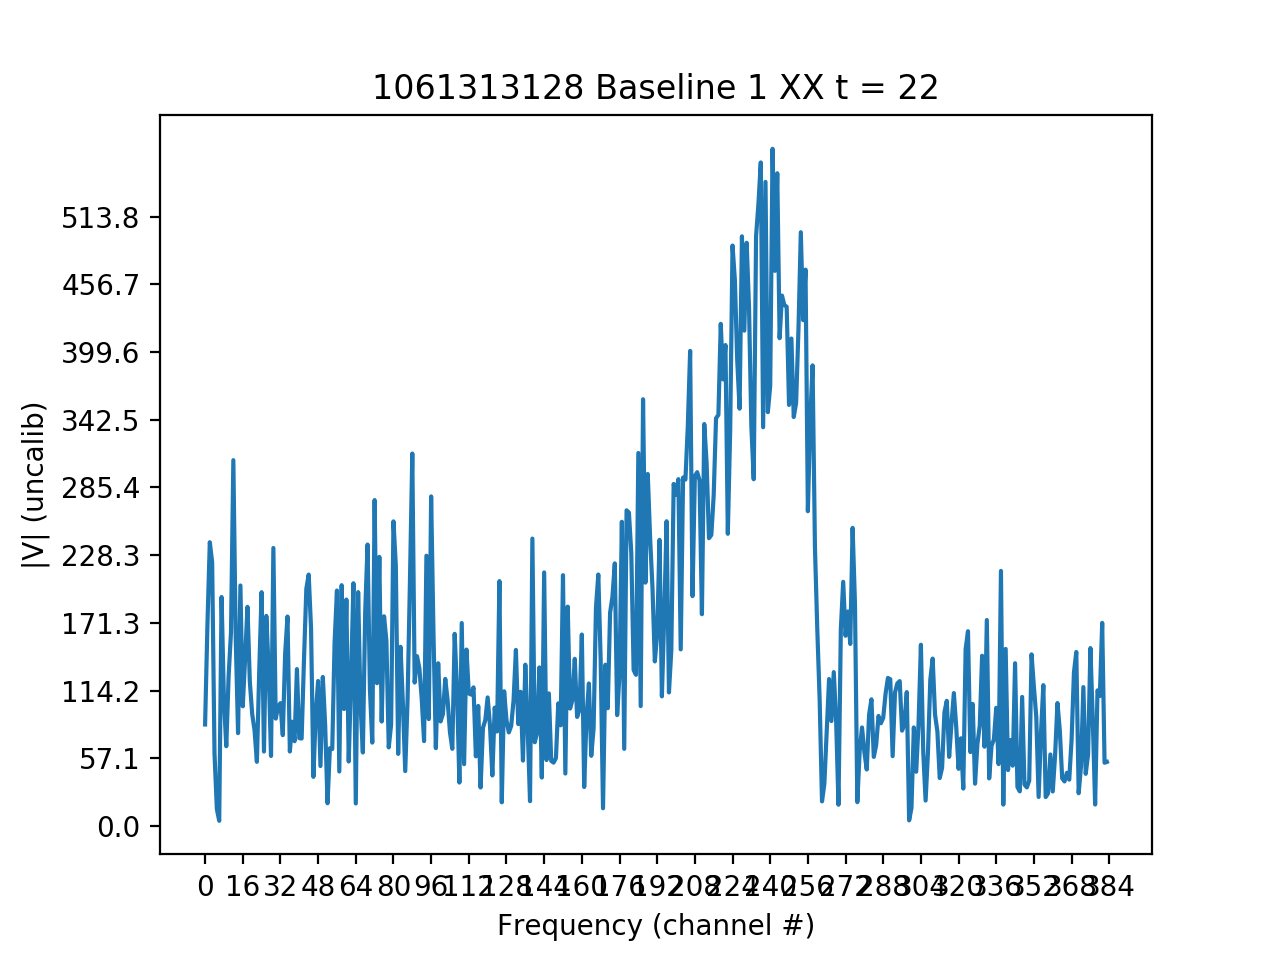 1061313128 Baseline 1 XX t = 22
513.8
456.7
399.6
342.5
285.4
228.3
171.3
114.2
57.1
0.0
|V| (uncalib)
0 16 32 48 64 80 96 112 128 144 160 176 192 208 224 240 256 272 288 304 320 336 352 368 384
Frequency (channel #)